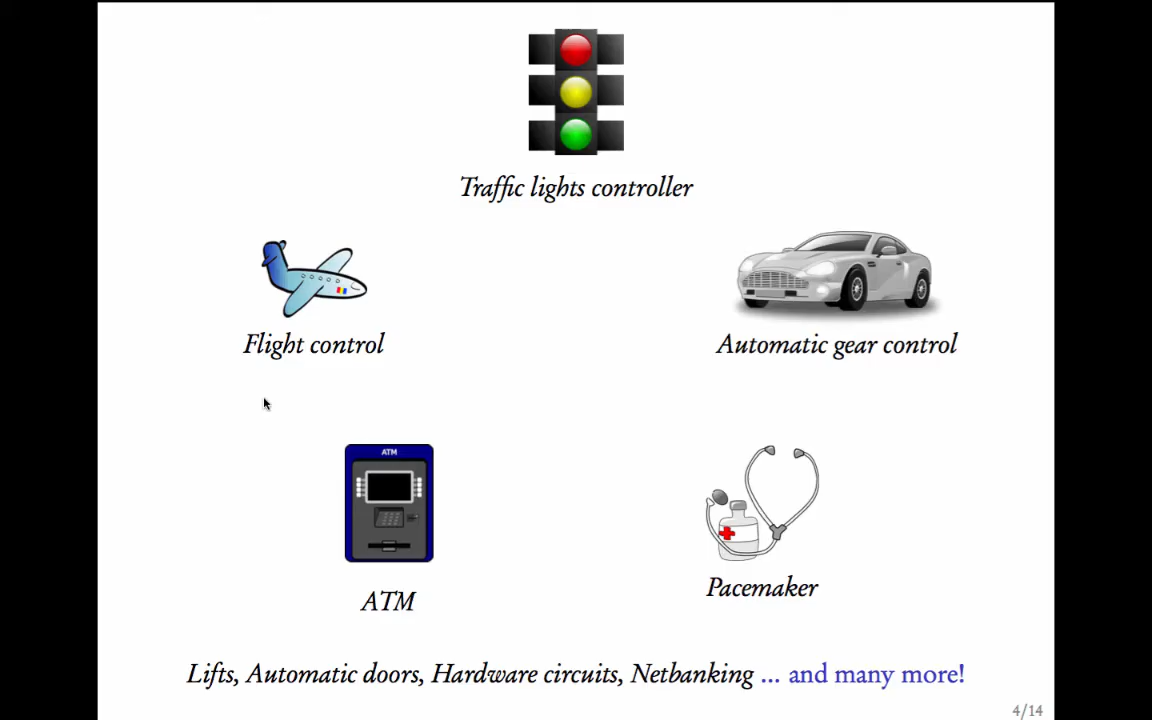 Traffic lights controller
Flight control
Automatic gear control
ATM
ATM
Pacemaker
Lifts, Automatic doors, Hardware circuits, Netbanking ... and many more!
4/14